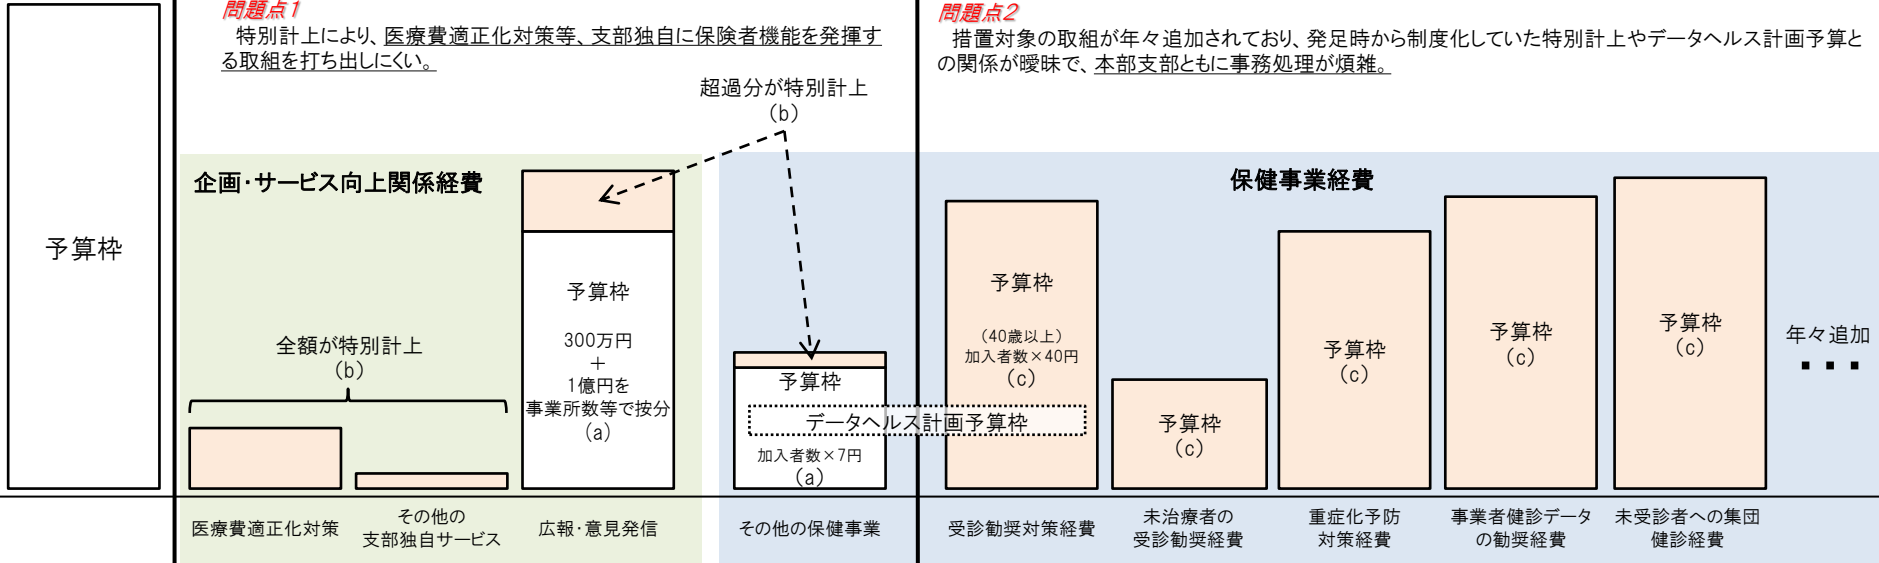 問題点1
特別計上により、医療費適正化対策等、支部独自に保険者機能を発揮す
る取組を打ち出しにくい。
問題点2
措置対象の取組が年々追加されており、発足時から制度化していた特別計上やデータヘルス計画予算と
の関係が曖昧で、本部支部ともに事務処理が煩雑。
超過分が特別計上
(b)
企画・サービス向上関係経費
保健事業経費
予算枠
全額が特別計上
(b)
予算枠
300万円
+
1億円を
事業所数等で按分
(a)
予算枠
データヘルス計画予算枠
加入者数×7円
(a)
予算枠
(40歳以上)
加入者数×40円
(c)
予算枠
(c)
予算枠
(c)
予算枠
(c)
予算枠
(c)
年々追加
・・・
医療費適正化対策
その他の
支部独自サービス
広報・意見発信
その他の保健事業
受診勧奨対策経費
未治療者の
受診勧奨経費
重症化予防
対策経費
事業者健診データ
の勧奨経費
未受診者への集団
健診経費